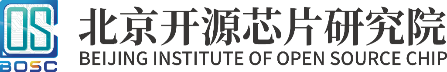 OS
BOSC
北京开源芯片研究院
BEIJING INSTITUTE OF OPEN SOURCE CHIP